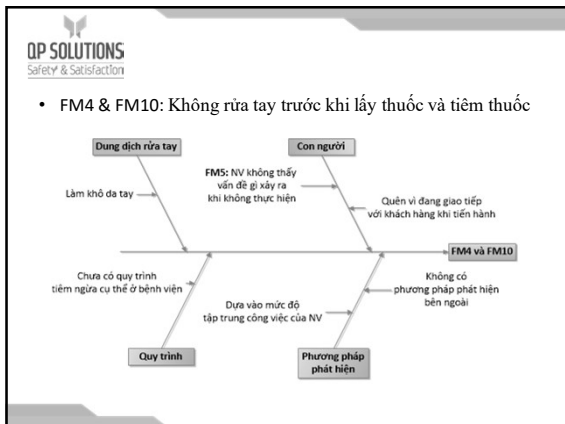 QP SOLUTIONS
Safety & Satisfaction
• FM4 & FM10: Không rửa tay trước khi lấy thuốc và tiêm thuốc
Dung dịch rửa tay
Con người
FM5: NV không thấy
vấn đề gì xảy ra
khi không thực hiện
Làm khô da tay
Quên vì đang giao tiếp
với khách hàng khi tiến hành
FM4 và FM10
Chưa có quy trình
tiêm ngừa cụ thể ở bệnh viện
Không có
phương pháp phát hiện
bên ngoài
Dựa vào mức độ
tập trung công việc của NV
Quy trình
Phương pháp
phát hiện